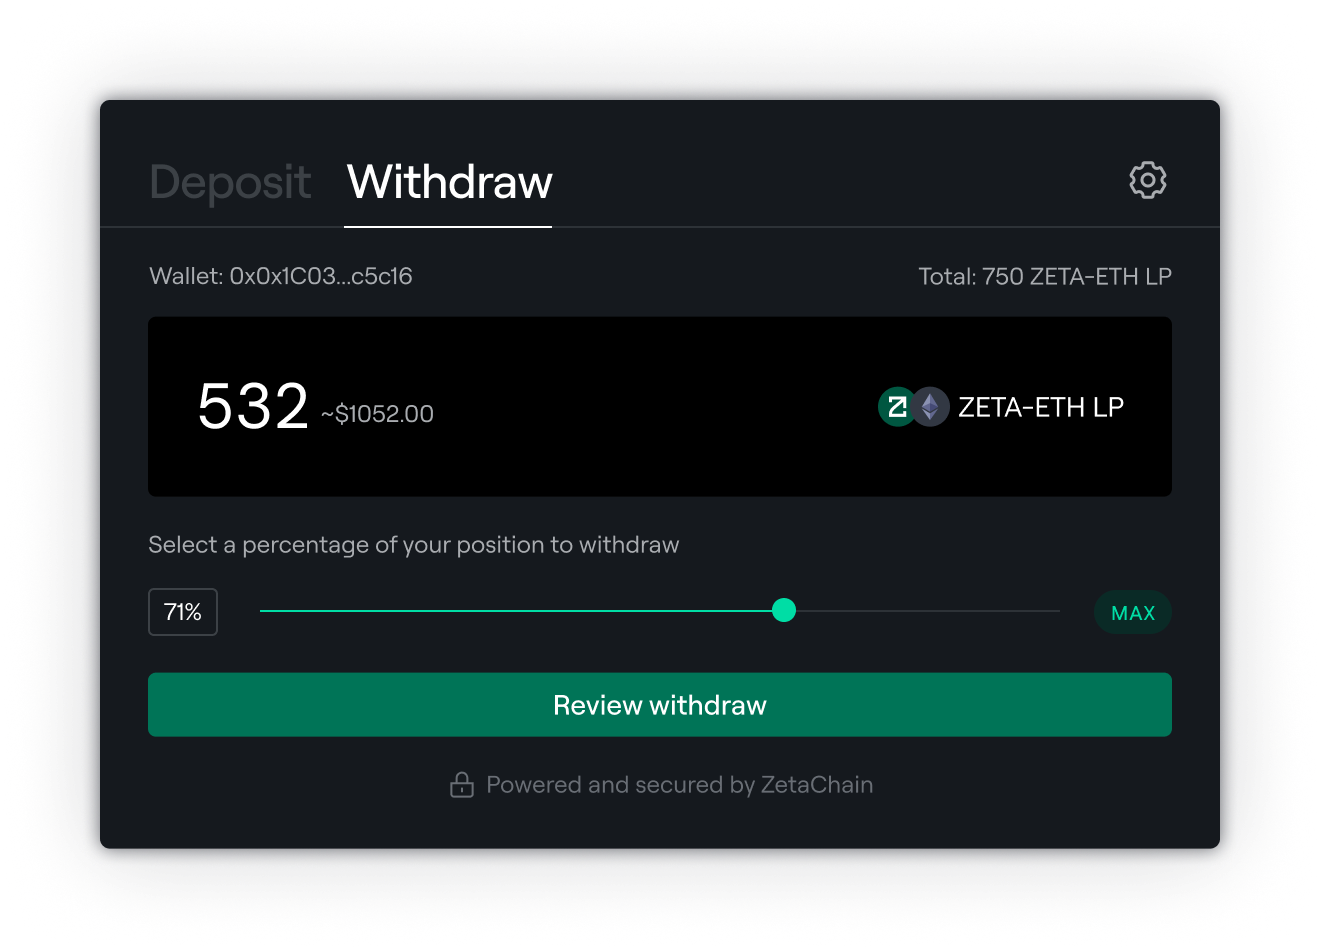 Deposit Withdraw
Wallet: 0x0x1C03...c5c16 Total: 750 ZETA-ETH LP
532 ~$1052.00 ZETA-ETH LP
Select a percentage of your position to withdraw
71% MAX
Review withdraw
Powered and secured by ZetaChain